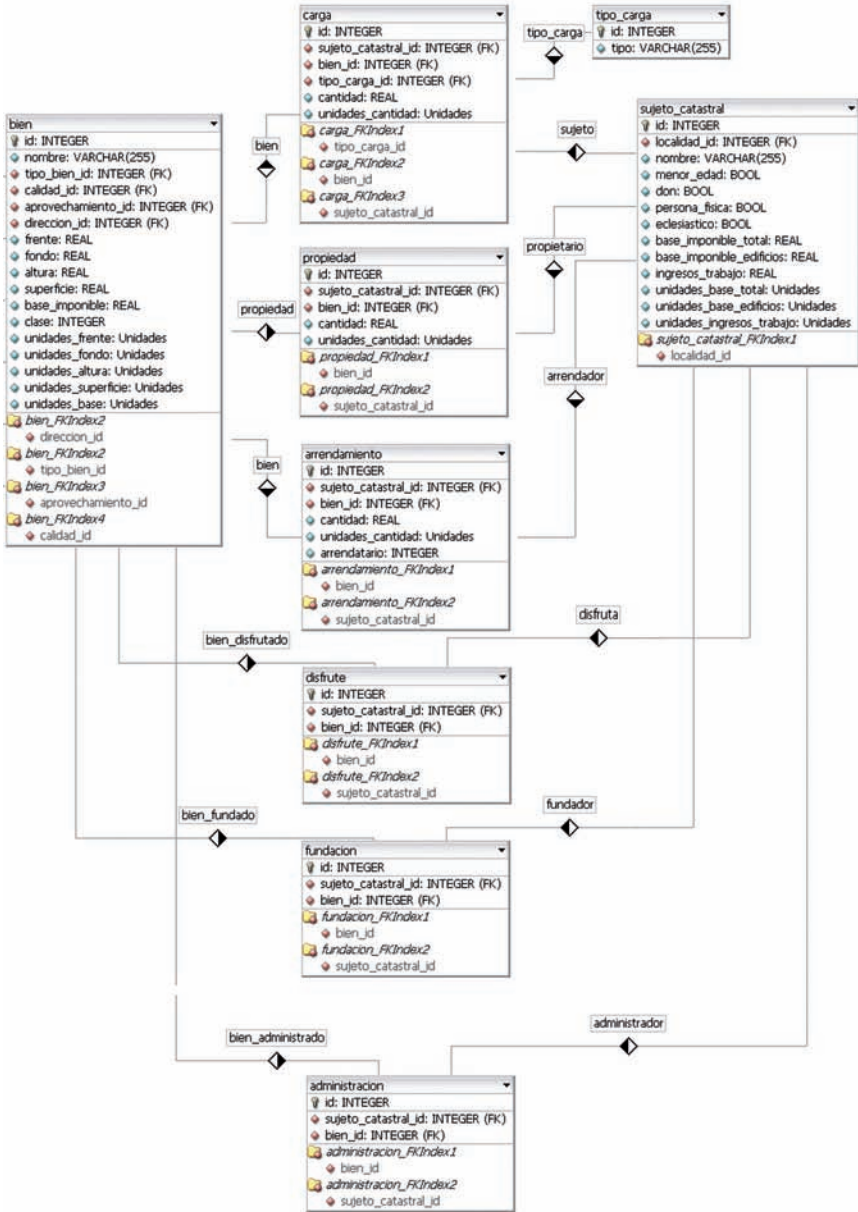 carga
id: INTEGER
sujeto_catastral_id: INTEGER (FK)
bien_id: INTEGER (FK)
tipo_carga_id: INTEGER (FK)
cantidad: REAL
unidades_cantidad: Unidades
carga_FKIndex1
tipo_carga_id
carga_FKIndex2
bien_id
carga_FKIndex3
sujeto_catastral_id
tipo_carga
tipo_carga
id: INTEGER
tipo: VARCHAR(255)
bien
id: INTEGER
nombre: VARCHAR(255)
tipo_bien_id: INTEGER (FK)
calidad_id: INTEGER (FK)
aprovechamiento_id: INTEGER (FK)
direccion_id: INTEGER (FK)
frente: REAL
fondo: REAL
altura: REAL
superficie: REAL
base_imponible: REAL
clase: INTEGER
unidades_frente: Unidades
unidades_fondo: Unidades
unidades_altura: Unidades
unidades_superficie: Unidades
unidades_base: Unidades
bien_FKIndex2
direccion_id
bien_FKIndex2
tipo_bien_id
bien_FKIndex3
aprovechamiento_id
bien_FKIndex4
calidad_id
bien
sujeto
sujeto_catastral
id: INTEGER
localidad_id: INTEGER (FK)
nombre: VARCHAR(255)
menor_edad: BOOL
don: BOOL
persona_fisica: BOOL
eclesiastico: BOOL
base_imponible_total: REAL
base_imponible_edificios: REAL
ingresos_trabajo: REAL
unidades_base_total: Unidades
unidades_base_edificios: Unidades
unidades_ingresos_trabajo: Unidades
sujeto_catastral_FKIndex1
localidad_id
propiedad
propiedad
id: INTEGER
sujeto_catastral_id: INTEGER (FK)
bien_id: INTEGER (FK)
cantidad: REAL
unidades_cantidad: Unidades
propiedad_FKIndex1
bien_id
propiedad_FKIndex2
sujeto_catastral_id
propietario
arrendador
bien
arrendamiento
id: INTEGER
sujeto_catastral_id: INTEGER (FK)
bien_id: INTEGER (FK)
cantidad: REAL
unidades_cantidad: Unidades
arrendatario: INTEGER
arrendamiento_FKIndex1
bien_id
arrendamiento_FKIndex2
sujeto_catastral_id
bien_disfrutado
disfruta
disfrute
id: INTEGER
sujeto_catastral_id: INTEGER (FK)
bien_id: INTEGER (FK)
disfrute_FKIndex1
bien_id
disfrute_FKIndex2
sujeto_catastral_id
bien_fundado
fundador
fundacion
id: INTEGER
sujeto_catastral_id: INTEGER (FK)
bien_id: INTEGER (FK)
fundacion_FKIndex1
bien_id
fundacion_FKIndex2
sujeto_catastral_id
bien_administrado
administrador
administracion
id: INTEGER
sujeto_catastral_id: INTEGER (FK)
bien_id: INTEGER (FK)
administracion_FKIndex1
bien_id
administracion_FKIndex2
sujeto_catastral_id